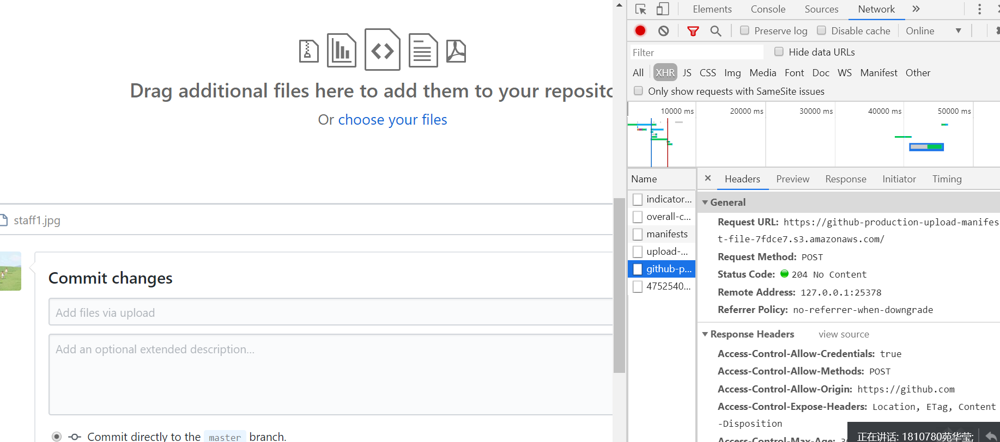 Drag additional files here to add them to your reposito
Or choose your files
staff1.jpg
Commit changes
Add files via upload
Add an optional extended description...
Commit directly to the master branch.
Elements Console Sources Network »
Preserve log Disable cache Online
Filter Hide data URLs
All XHR JS CSS Img Media Font Doc WS Manifest Other
Only show requests with SameSite issues
10000 ms 20000 ms 30000 ms 40000 ms 50000 ms
Name
indicator...
overall-c...
manifests
upload-...
github-p...
4752540...
× Headers Preview Response Initiator Timing
General
Request URL: https://github-production-upload-manifes
t-file-7fdce7.s3.amazonaws.com/
Request Method: POST
Status Code: 204 No Content
Remote Address: 127.0.0.1:25378
Referrer Policy: no-referrer-when-downgrade
Response Headers view source
Access-Control-Allow-Credentials: true
Access-Control-Allow-Methods: POST
Access-Control-Allow-Origin: https://github.com
Access-Control-Expose-Headers: Location, ETag, Content
-Disposition
Access-Control-Max-Age:
正在讲话: 1810780苑华莹;